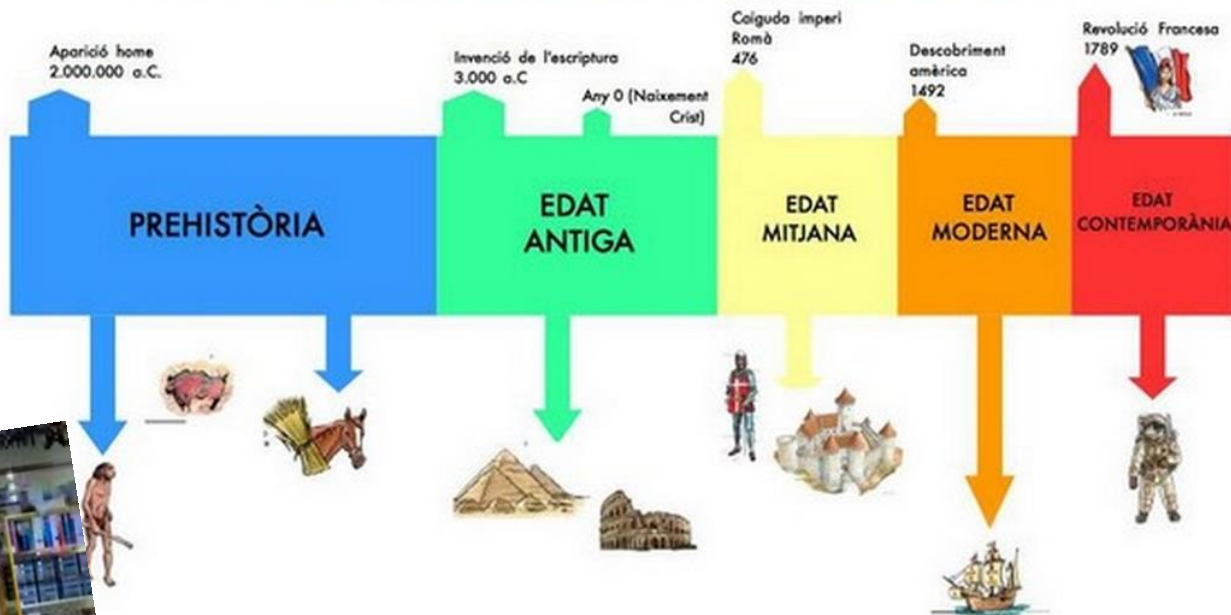 Aparició home
2.000.000 a.C.
Invenció de l'escriptura
3.000 a.C
Any 0 (Naixement
Crist)
Caiguda imperi
Romà
476
Descobriment
amèrica
1492
Revolució Francesa
1789
PREHISTÒRIA
EDAT
ANTIGA
EDAT
MITJANA
EDAT
MODERNA
EDAT
CONTEMPORÀNIA